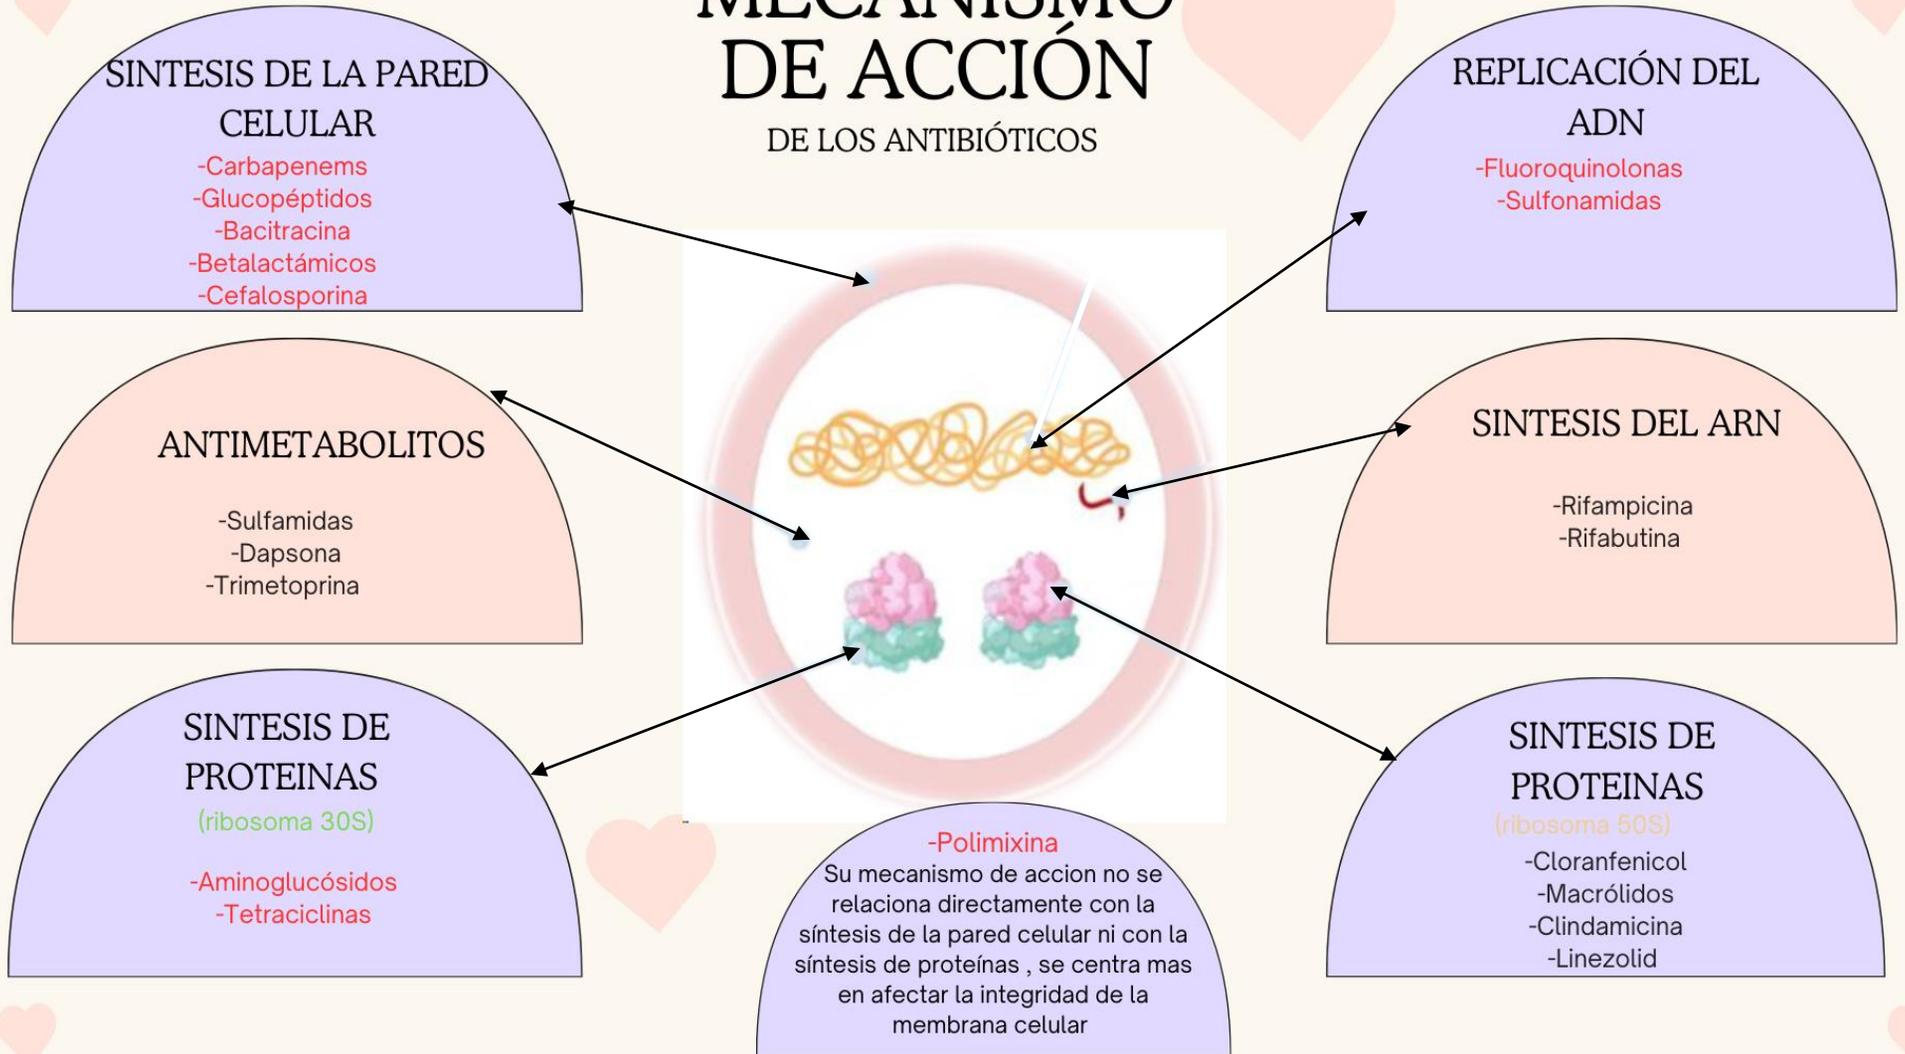 MECANISMO
DE ACCIÓN
DE LOS ANTIBIÓTICOS
SINTESIS DE LA PARED
CELULAR
-Carbapenems
-Glucopéptidos
-Bacitracina
-Betalactámicos
-Cefalosporina
REPLICACIÓN DEL
ADN
-Fluoroquinolonas
-Sulfonamidas
ANTIMETABOLITOS
-Sulfamidas
-Dapsona
-Trimetoprina
SINTESIS DEL ARN
-Rifampicina
-Rifabutina
SINTESIS DE
PROTEINAS
(ribosoma 30S)
-Aminoglucósidos
-Tetraciclinas
SINTESIS DE
PROTEINAS
(ribosoma 50S)
-Cloranfenicol
-Macrólidos
-Clindamicina
-Linezolid
-Polimixina
Su mecanismo de accion no se
relaciona directamente con la
síntesis de la pared celular ni con la
síntesis de proteínas , se centra mas
en afectar la integridad de la
membrana celular